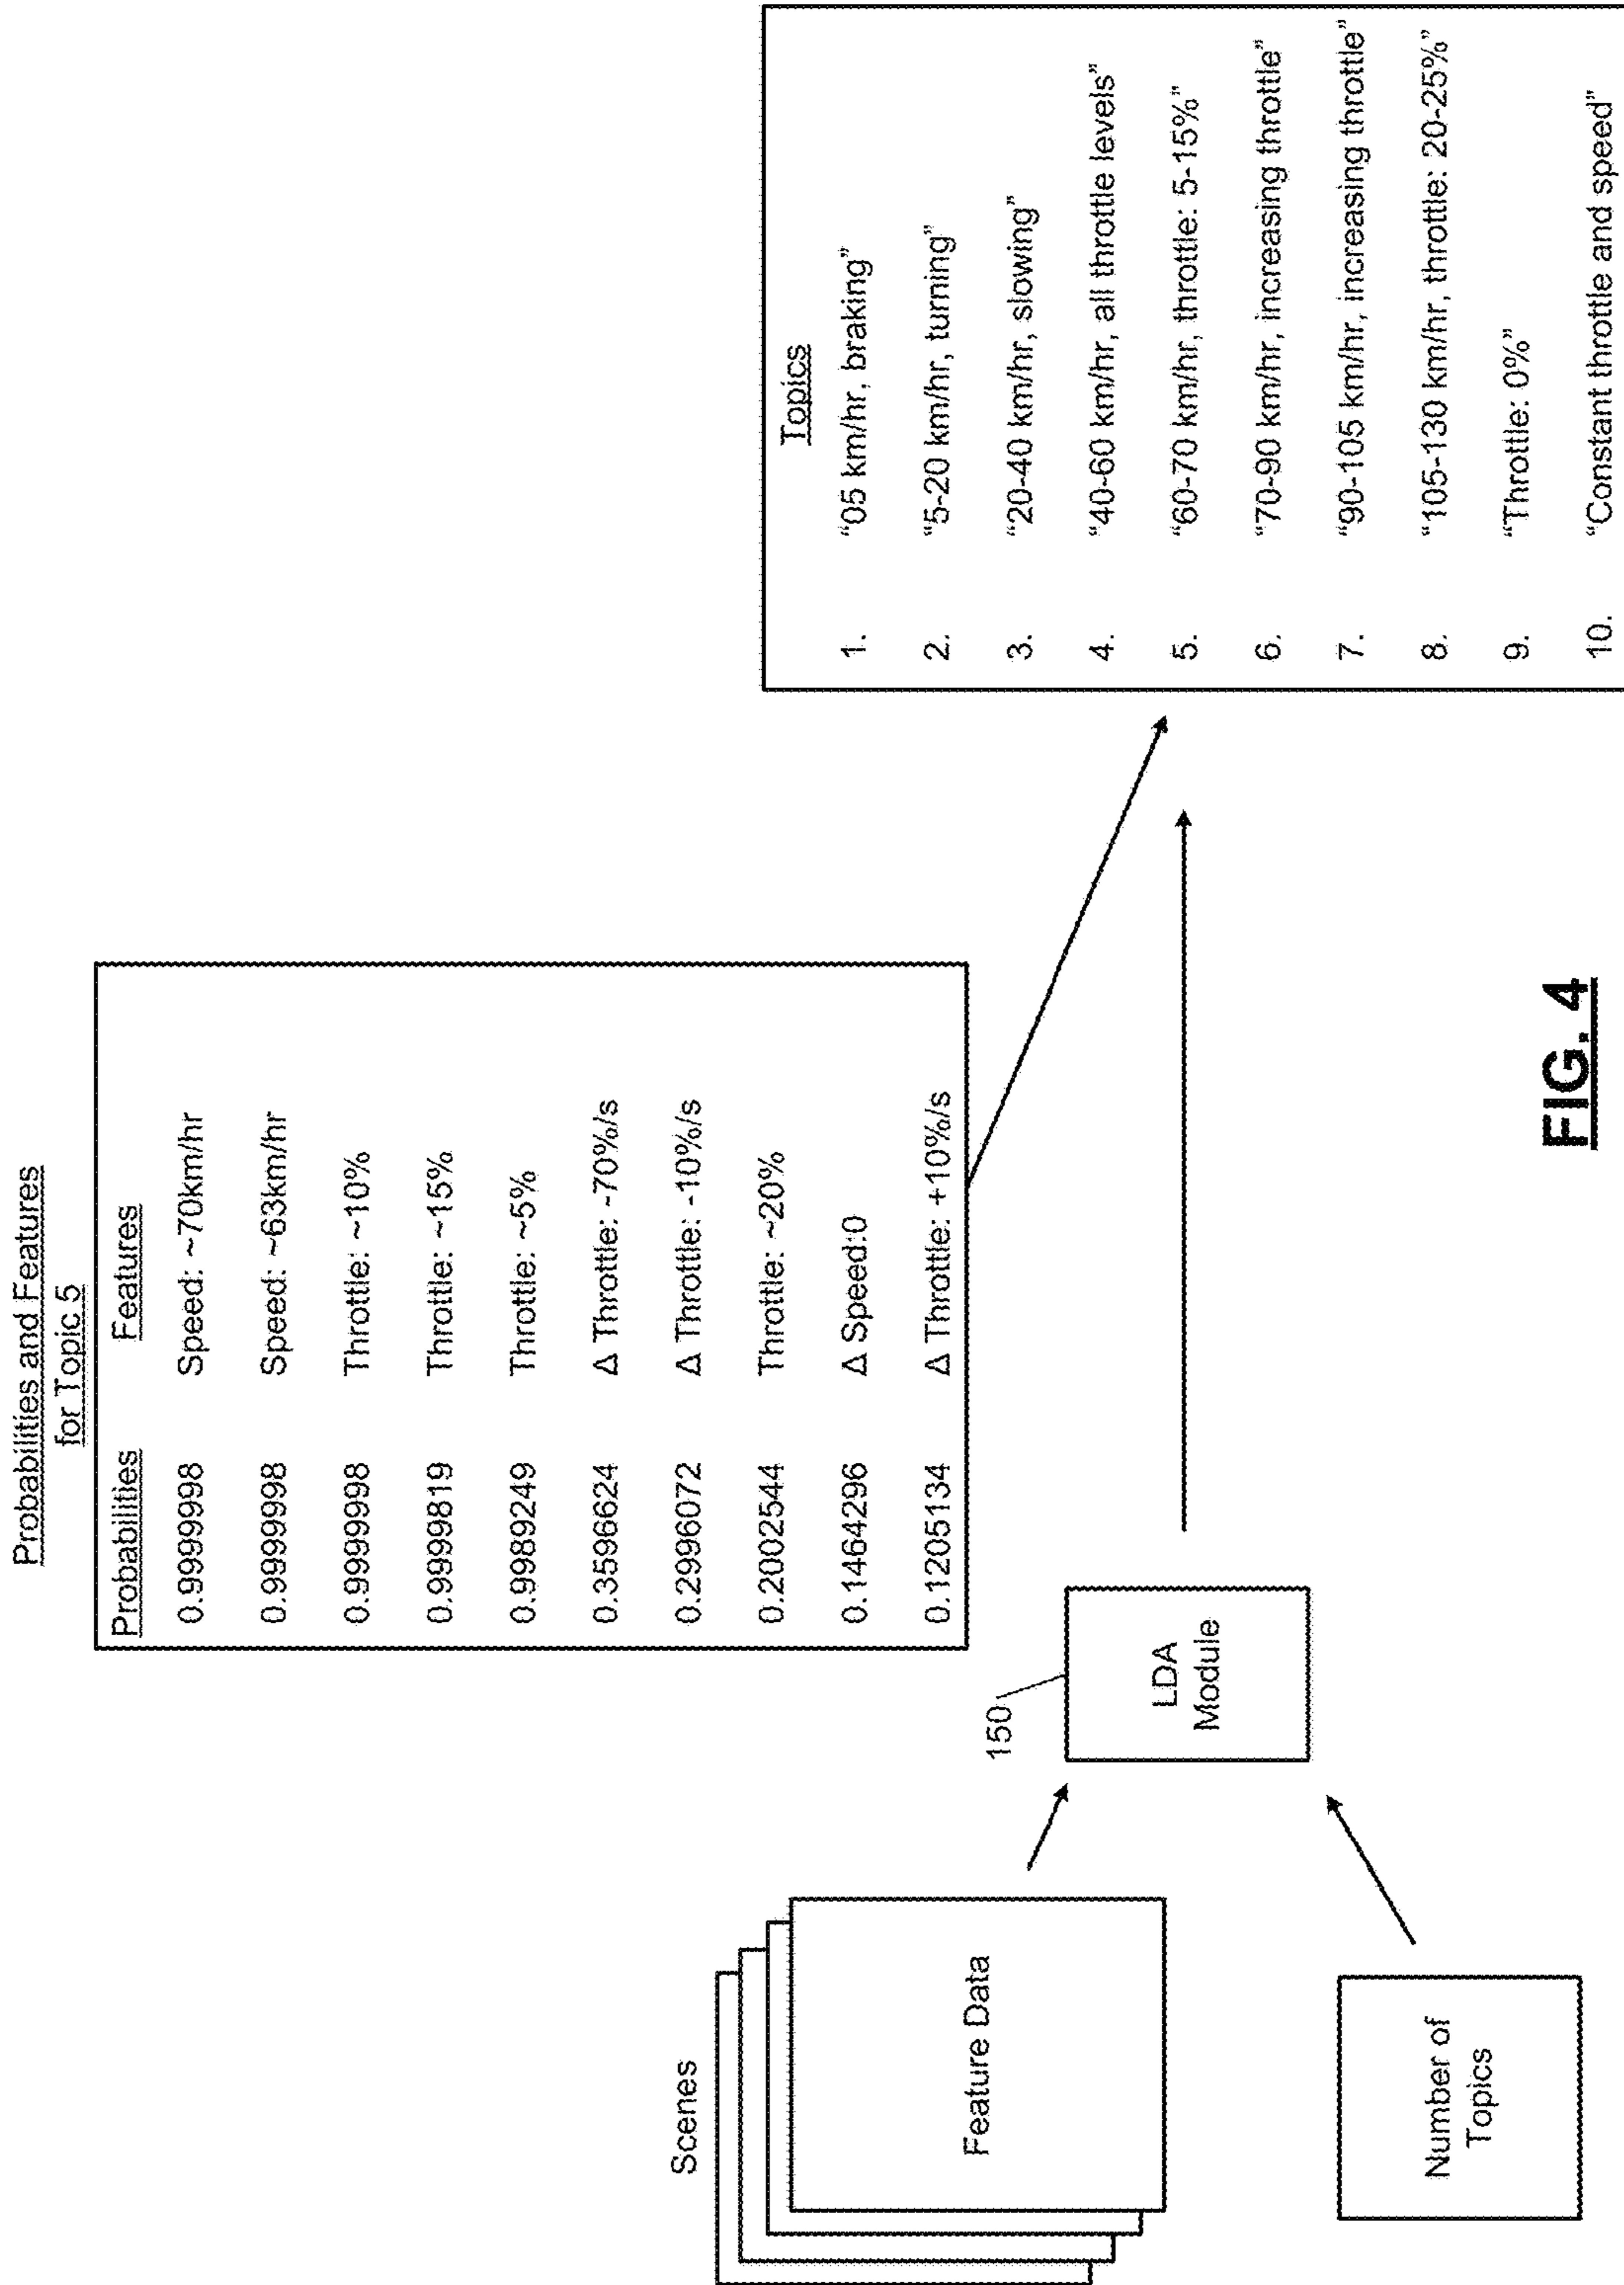 Probabilities and Features
for Topic 5
Probabilities Features
0.9999998 Speed: ~70km/hr
0.9999998 Speed: ~63km/hr
0.9999998 Throttle: ~10%
0.9999819 Throttle: ~15%
0.9989249 Throttle: ~5%
0.3596624 Δ Throttle: -70%/s
0.2996072 Δ Throttle: -10%/s
0.2002544 Throttle: ~20%
0.1464296 Δ Speed:0
0.1205134 Δ Throttle: +10%/s
Scenes
Feature Data
Number of
Topics
150
LDA
Module
Topics
1. “05 km/hr, braking”
2. “5-20 km/hr, turning”
3. “20-40 km/hr, slowing”
4. “40-60 km/hr, all throttle levels”
5. “60-70 km/hr, throttle: 5-15%”
6. “70-90 km/hr, increasing throttle”
7. “90-105 km/hr, increasing throttle”
8. “105-130 km/hr, throttle: 20-25%”
9. “Throttle: 0%”
10. “Constant throttle and speed”
FIG. 4